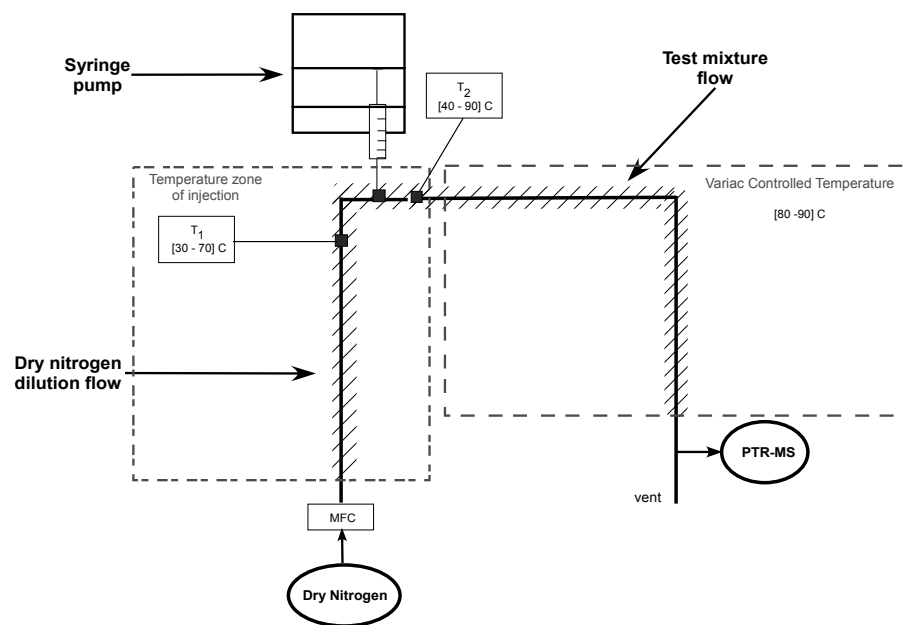 Syringe
pump
T2
[40 - 90] C
Test mixture
flow
Temperature zone
of injection
Variac Controlled Temperature
[80 -90] C
T1
[30 - 70] C
Dry nitrogen
dilution flow
PTR-MS
vent
MFC
Dry Nitrogen